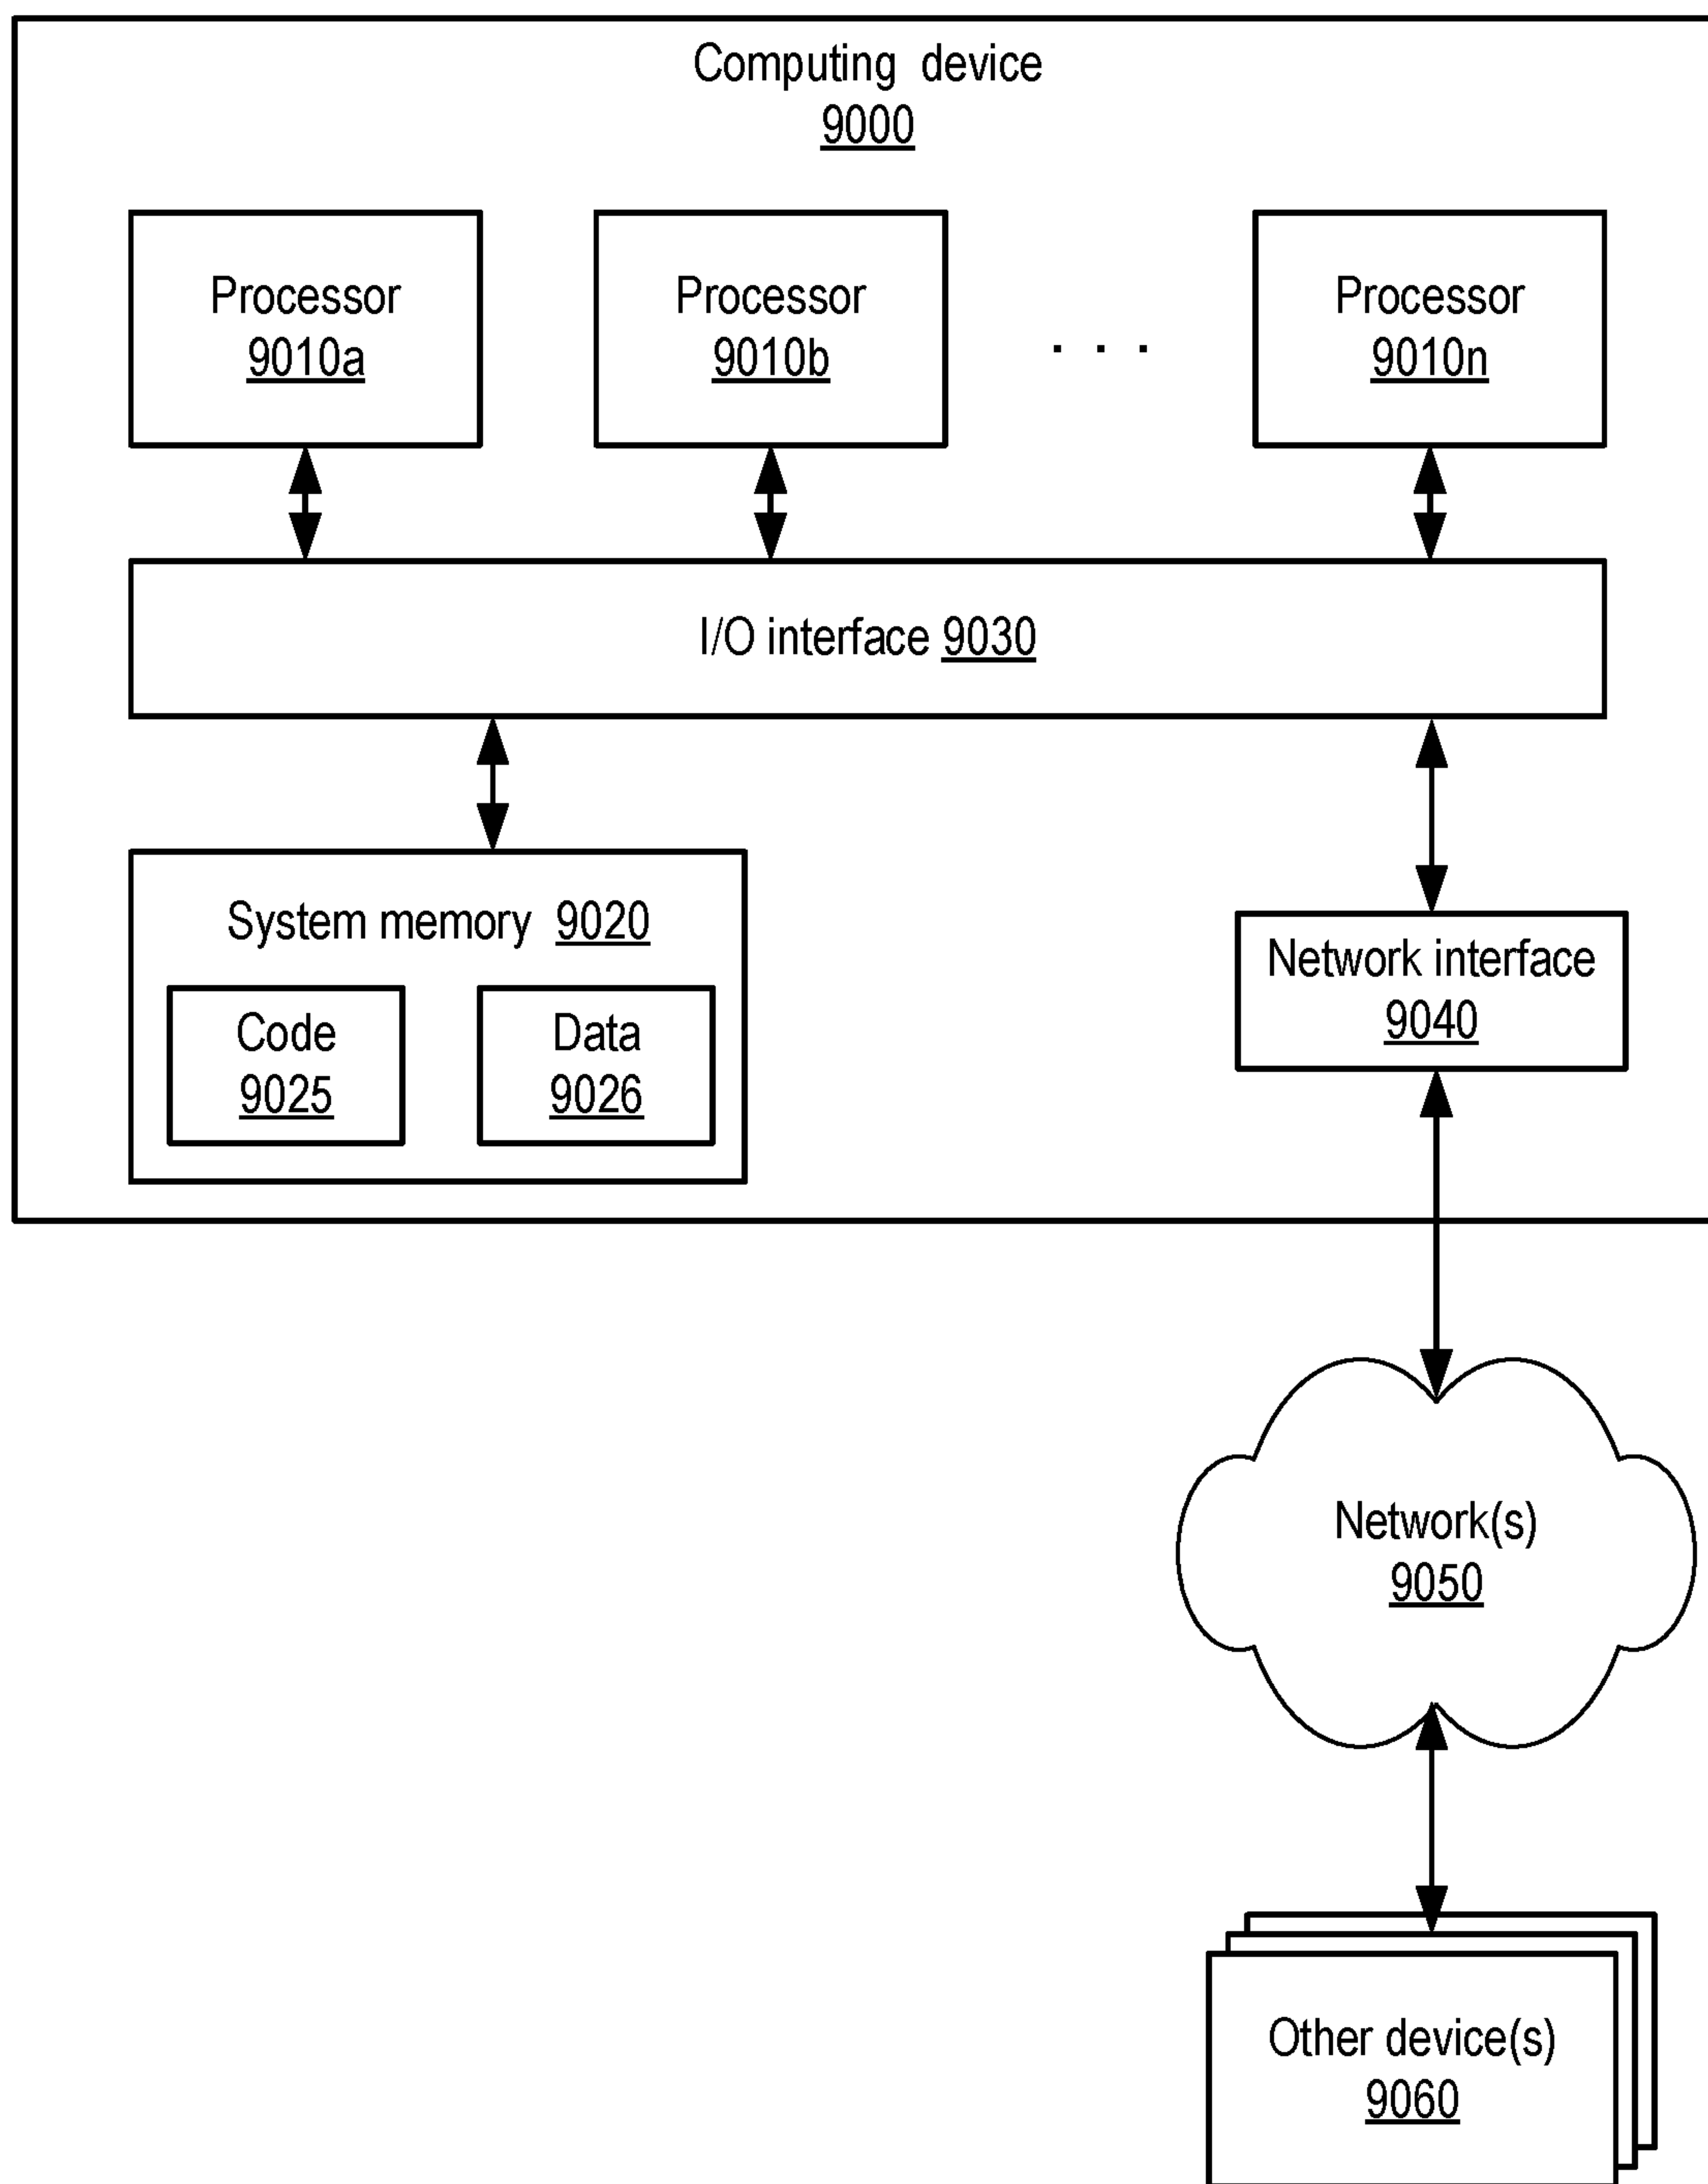 Computing device
9000
Processor
9010a
Processor
9010b
. . .
Processor
9010n
I/O interface 9030
System memory 9020
Code
9025
Data
9026
Network interface
9040
Network(s)
9050
Other device(s)
9060